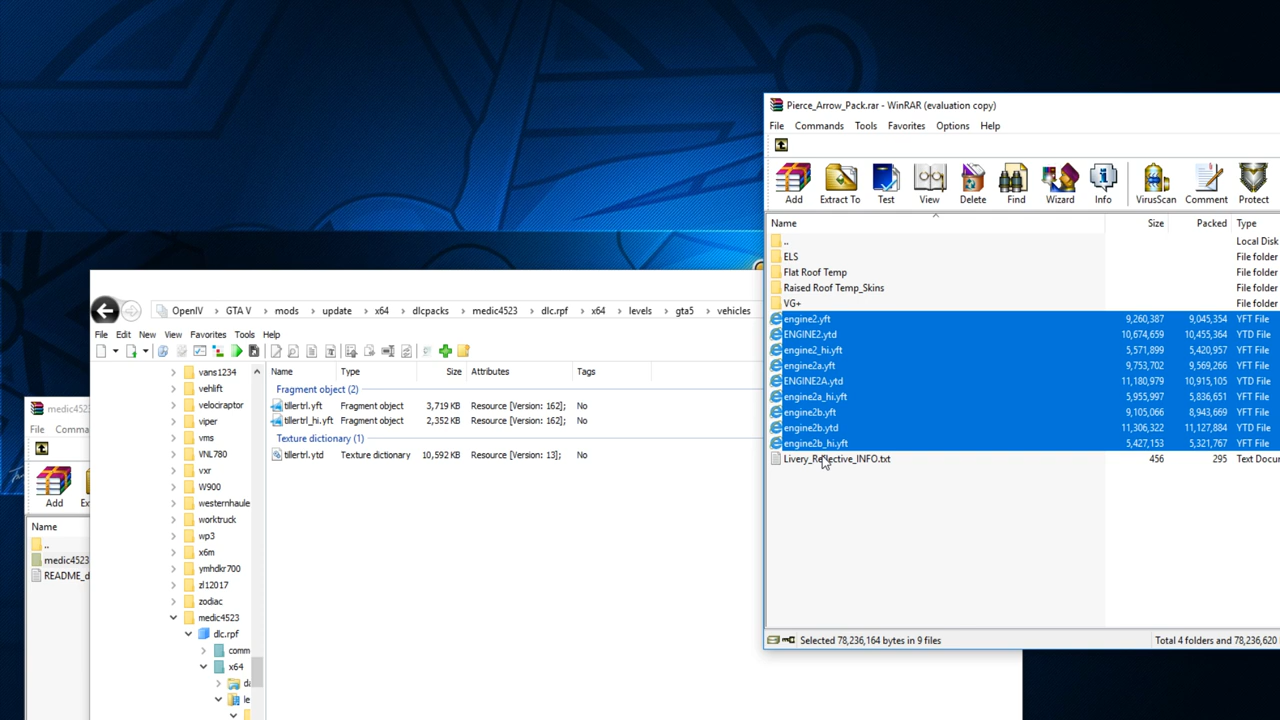 Pierce_Arrow_Pack.rar - WinRAR (evaluation copy)
File Commands Tools Favorites Options Help
Add Extract To Test View Delete Find Wizard Info VirusScan Comment Protect
Name Size Packed Type
.. Local Disk
ELS File folder
Flat Roof Temp File folder
Raised Roof Temp_Skins File folder
VG+ File folder
engine2.yft 9,260,387 9,045,354 YFT File
ENGINE2.ytd 10,674,659 10,455,364 YTD File
engine2_hi.yft 5,571,899 5,420,957 YFT File
engine2a.yft 9,753,702 9,569,266 YFT File
ENGINE2A.ytd 11,180,979 10,915,105 YTD File
engine2a_hi.yft 5,955,997 5,836,651 YFT File
engine2b.yft 9,105,066 8,943,669 YFT File
engine2b.ytd 11,306,322 11,127,884 YTD File
engine2b_hi.yft 5,427,153 5,321,767 YFT File
Livery_Reflective_INFO.txt 456 295 Text Docu
Selected 78,236,164 bytes in 9 files Total 4 folders and 78,236,620
OpenIV GTA V mods update x64 dlcpacks medic4523 dlc.rpf x64 levels gta5 vehicles
File Edit New View Favorites Tools Help
Name Type Size Attributes Tags
Fragment object (2)
tillertrl.yft Fragment object 3,719 KB Resource [Version: 162]; No
tillertrl_hi.yft Fragment object 2,352 KB Resource [Version: 162]; No
Texture dictionary (1)
tillertrl.ytd Texture dictionary 10,592 KB Resource [Version: 13]; No
vans1234
vehlift
velociraptor
viper
vms
VNL780
vxr
W900
westernhaule
worktruck
wp3
x6m
ymhdkr700
zl12017
zodiac
medic4523
dlc.rpf
comm
x64
da
le
medic4523
File Comma
Add Ex
Name
..
medic4523
README_d